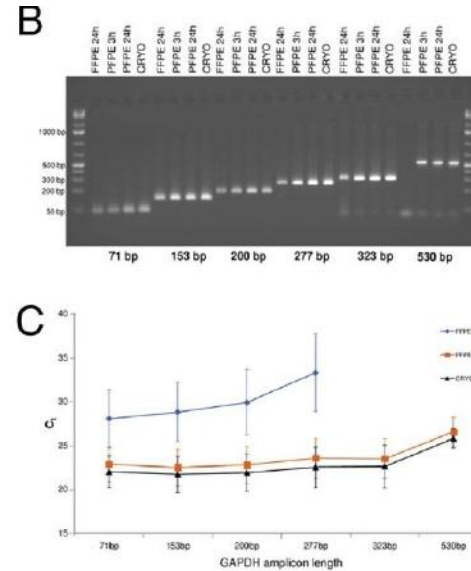 B
FFPE 24h PFPE 3h PFPE 24h CRYO FFPE 24h PFPE 3h PFPE 24h CRYO FFPE 24h PFPE 3h PFPE 24h CRYO FFPE 24h PFPE 3h PFPE 24h CRYO FFPE 24h PFPE 3h PFPE 24h CRYO FFPE 24h PFPE 3h PFPE 24h CRYO
1000 bp
500 bp
300 bp
200 bp
50 bp
71 bp 153 bp 200 bp 277 bp 323 bp 530 bp
C
40
35
30
25
20
15
Ct
FFPE
PFPE
CRYO
71bp 153bp 200bp 277bp 323bp 530bp
GAPDH amplicon length